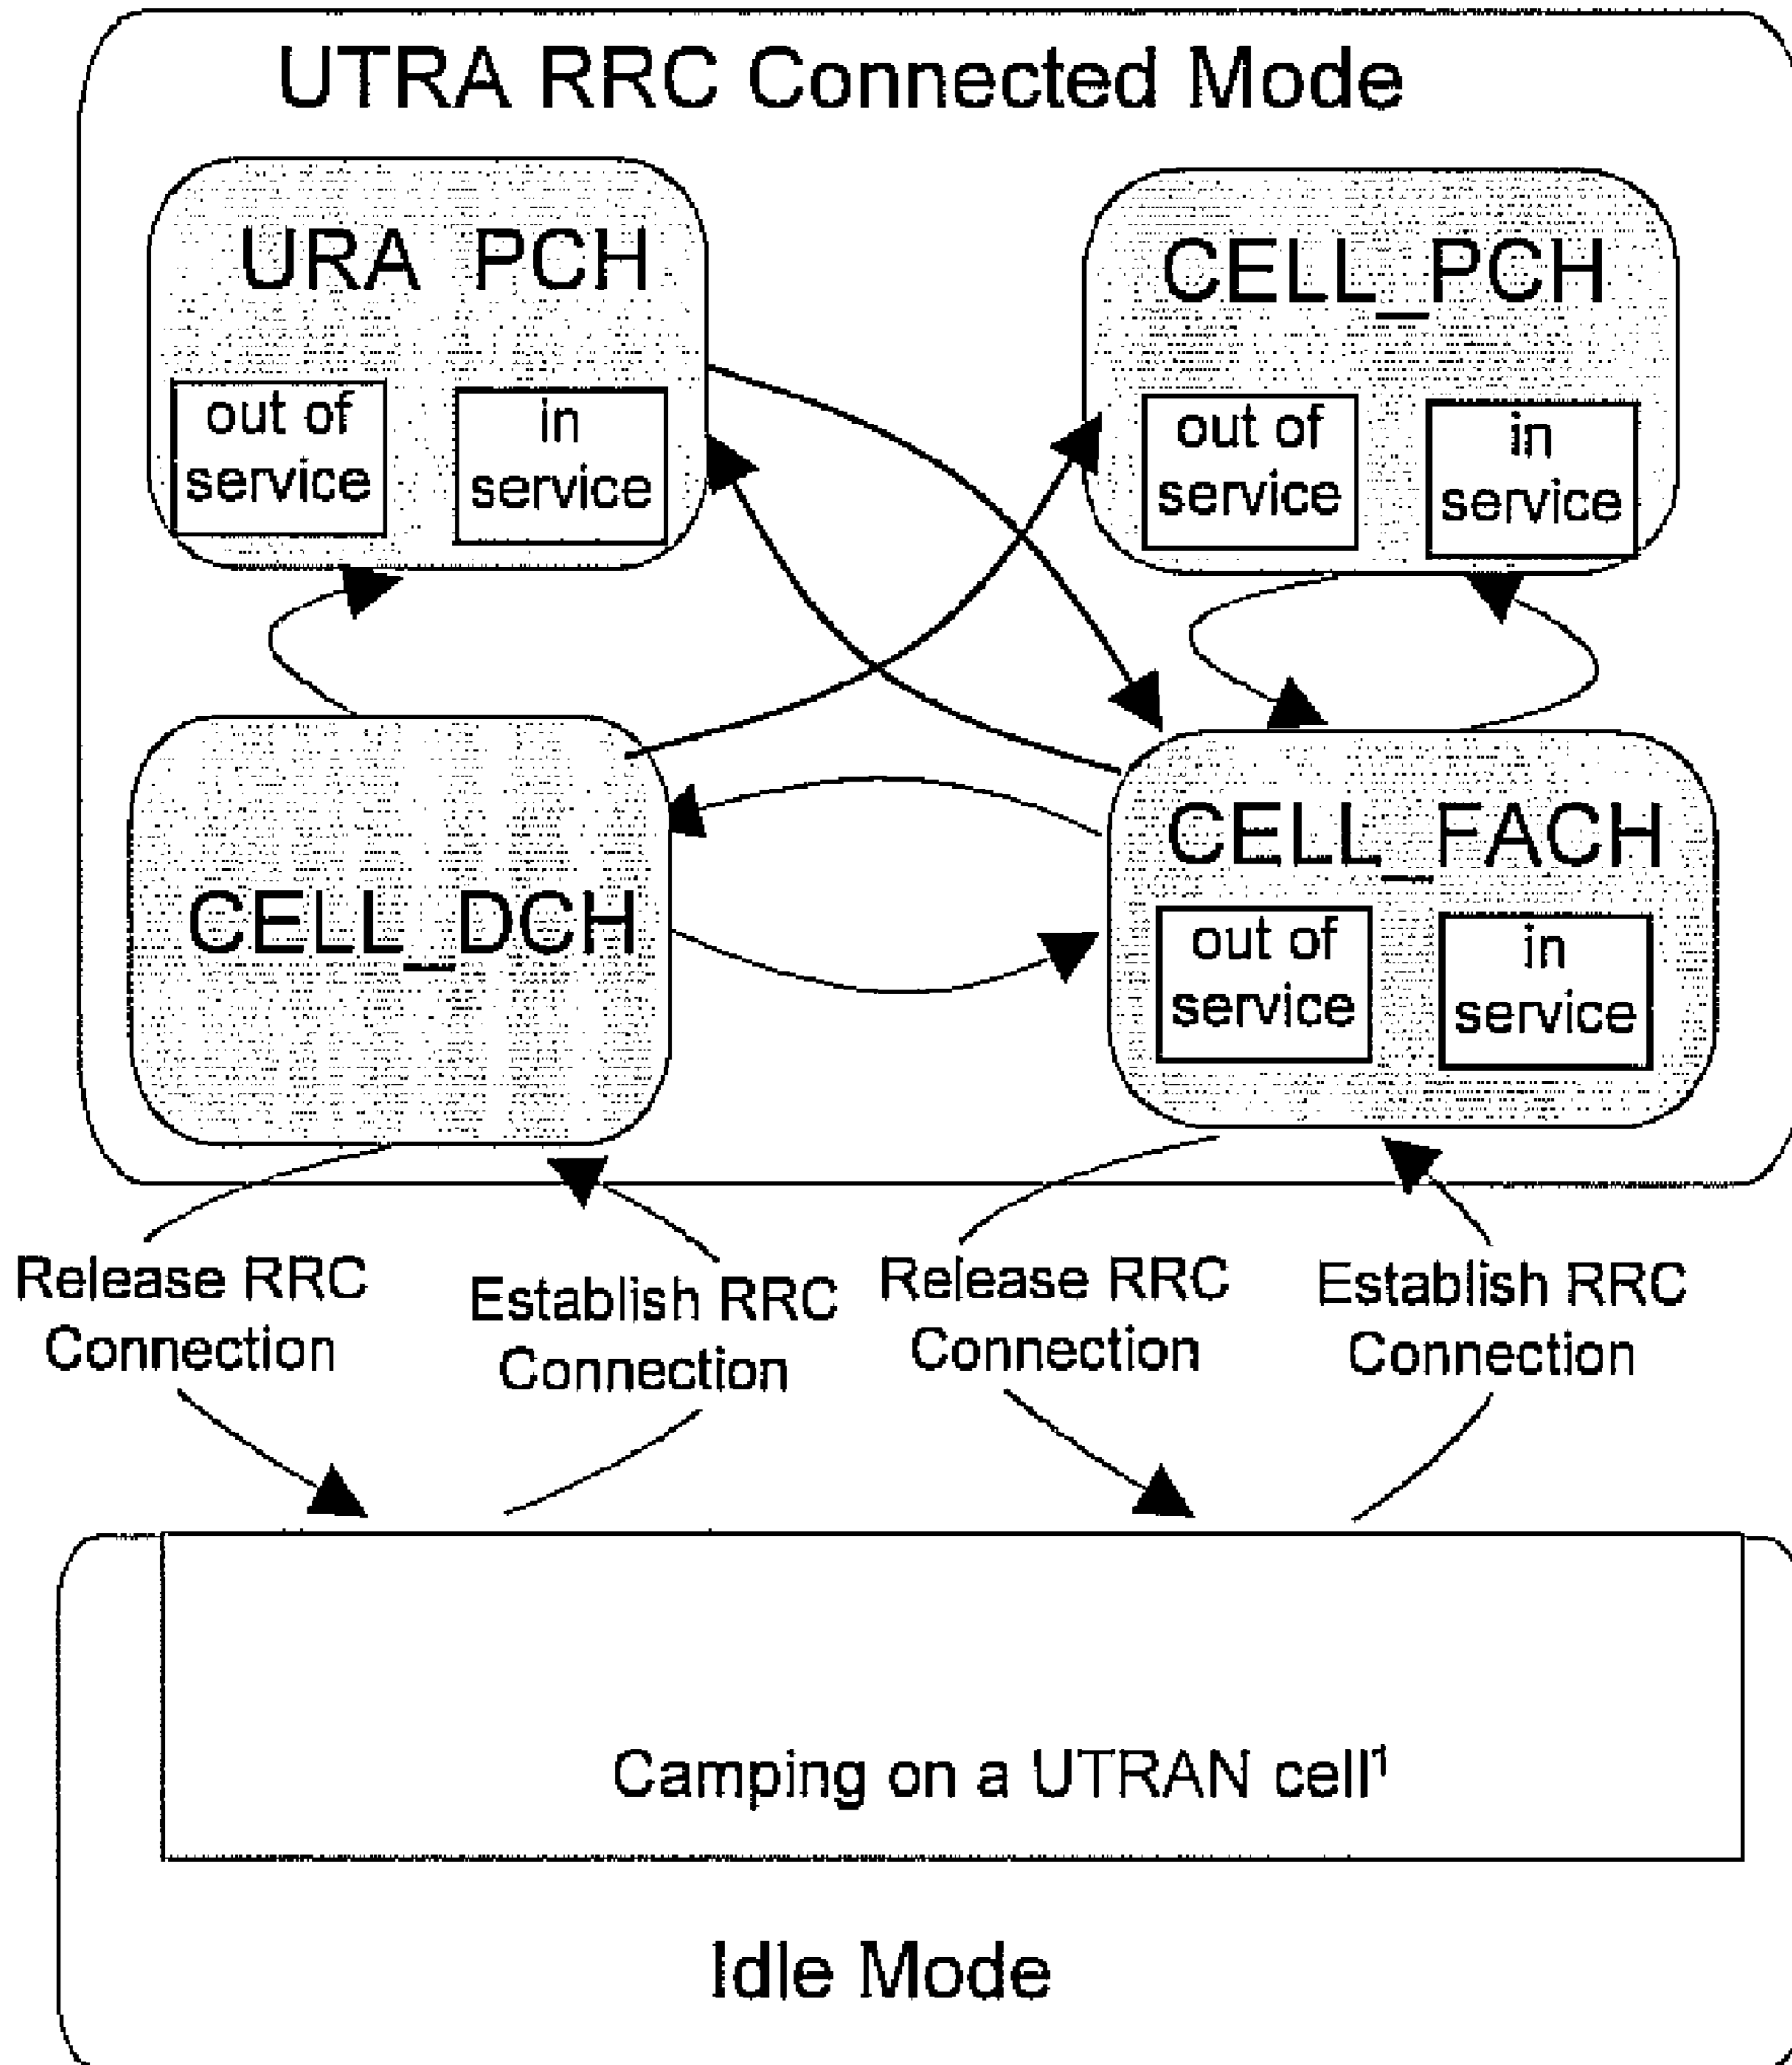 UTRA RRC Connected Mode
URA PCH
out of
service
in
service
CELL_PCH
out of
service
in
service
CELL_DCH
CELL_FACH
out of
service
in
service
Release RRC
Connection
Establish RRC
Connection
Release RRC
Connection
Establish RRC
Connection
Camping on a UTRAN cell¹
Idle Mode